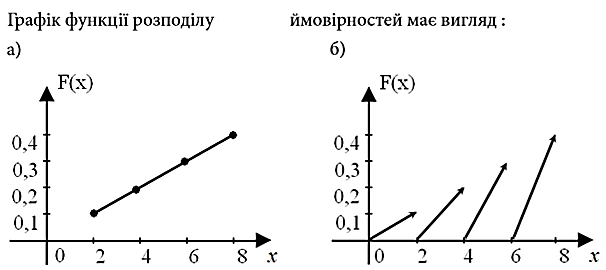 Графік функції розподілу ймовірностей має вигляд :
а) б)
F(x) F(x)
0,4 0,4
0,3 0,3
0,2 0,2
0,1 0,1
0 2 4 6 8 x 0 2 4 6 8 x